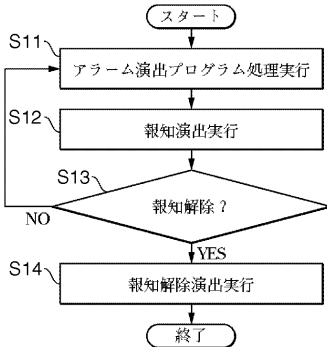 スタート
S11
アラーム演出プログラム処理実行
S12
報知演出実行
S13
報知解除?
NO
YES
S14
報知解除演出実行
終了